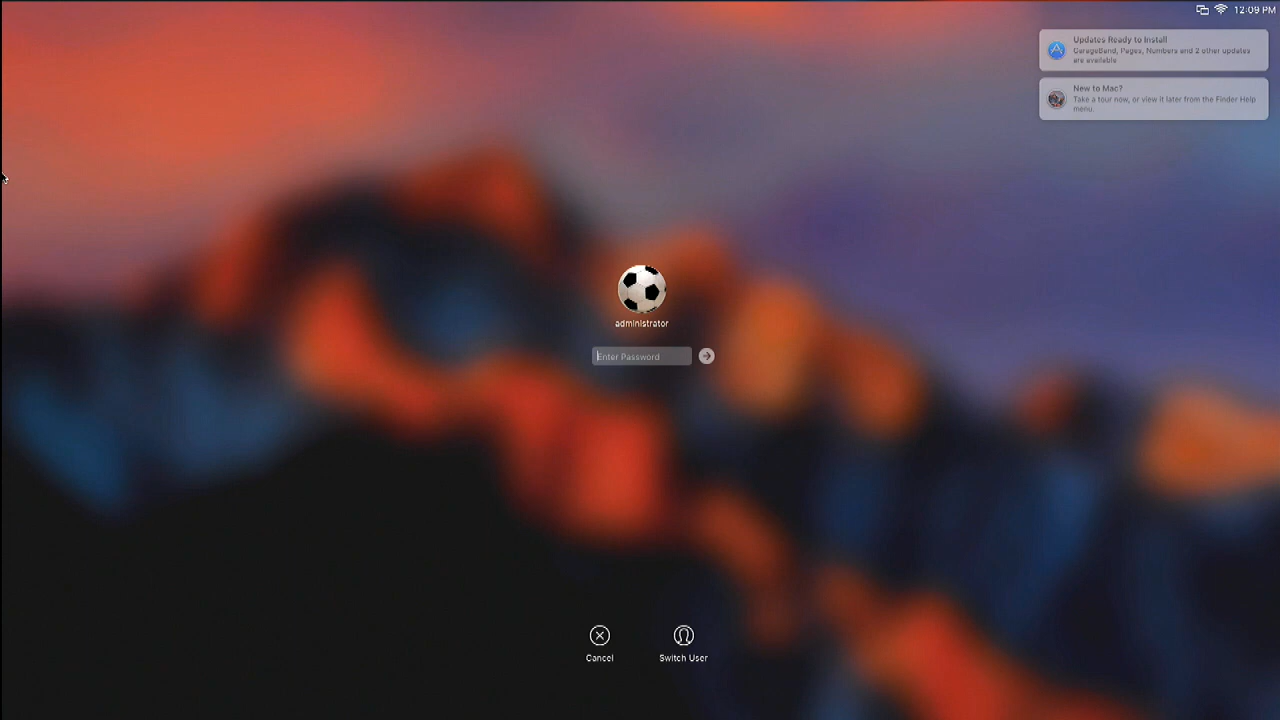 12:09 PM
Updates Ready to Install
GarageBand, Pages, Numbers and 2 other updates
are available
New to Mac?
Take a tour now, or view it later from the Finder Help
menu.
administrator
Enter Password
Cancel
Switch User